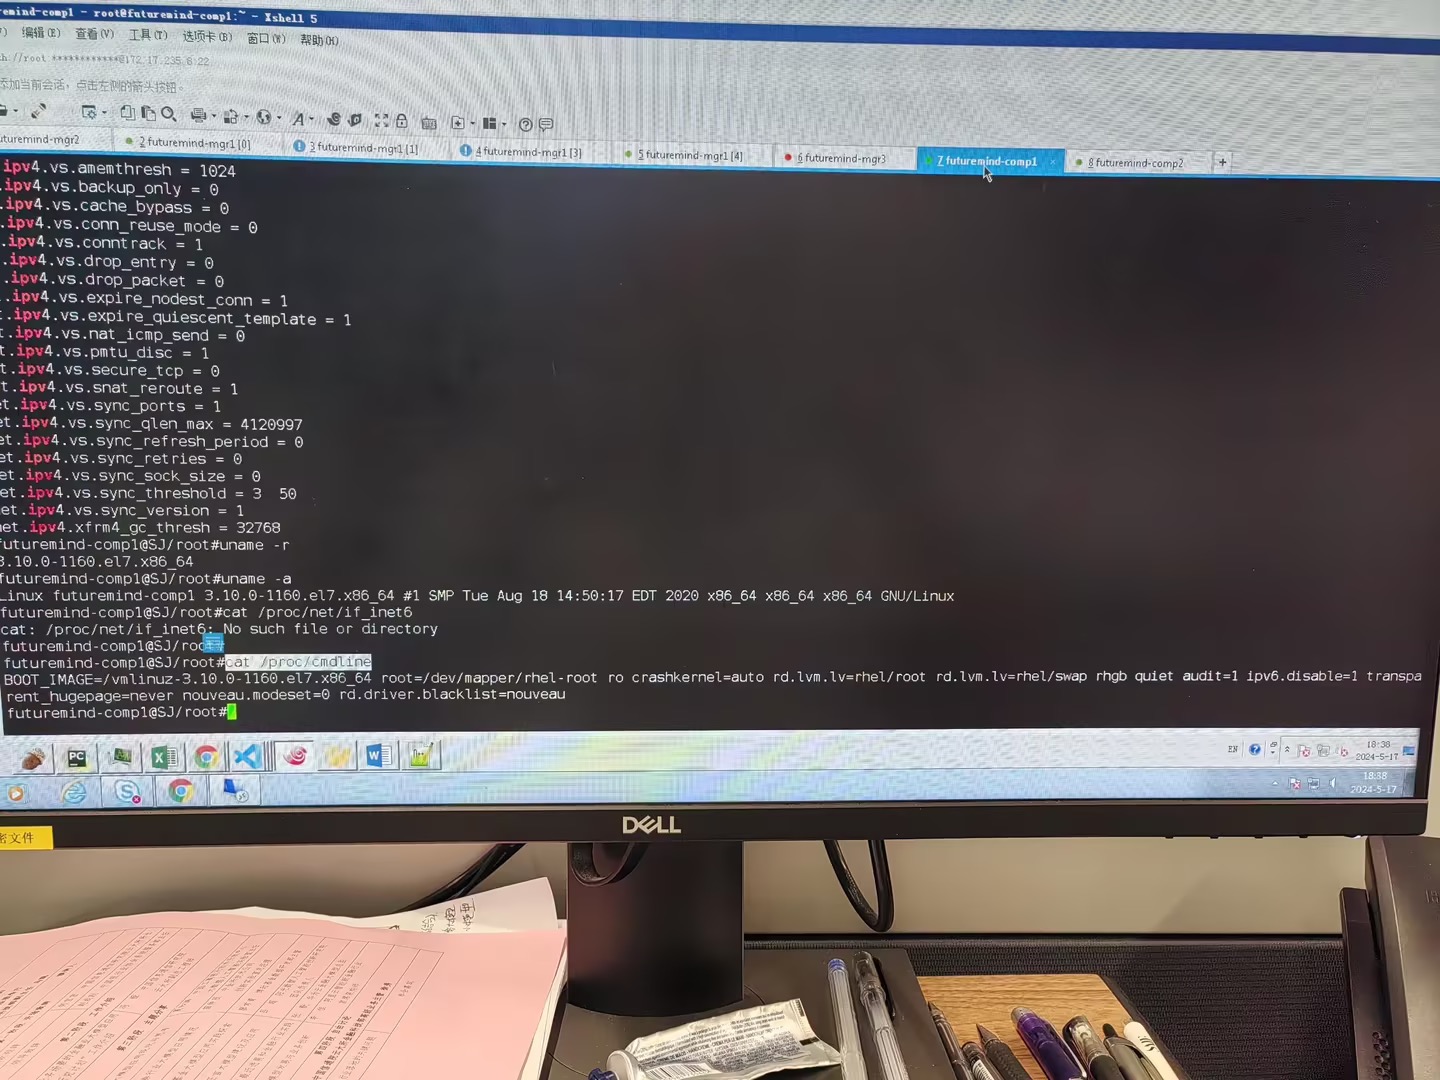 remind-comp1 - root@futuremind-comp1:~ - Xshell 5
编辑(E) 查看(V) 工具(T) 选项卡(B) 窗口(W) 帮助(H)
//root ************@172.17.235.6:22
添加当前会话，点击左侧的箭头按钮。
uturemind-mgr2 2 futuremind-mgr1 [0] 3 futuremind-mgr1 [1] 4 futuremind-mgr1 [3] 5 futuremind-mgr1 [4] 6 futuremind-mgr3 7 futuremind-comp1 × 8 futuremind-comp2 +
ipv4.vs.amemthresh = 1024
.ipv4.vs.backup_only = 0
.ipv4.vs.cache_bypass = 0
.ipv4.vs.conn_reuse_mode = 0
.ipv4.vs.conntrack = 1
.ipv4.vs.drop_entry = 0
.ipv4.vs.drop_packet = 0
.ipv4.vs.expire_nodest_conn = 1
t.ipv4.vs.expire_quiescent_template = 1
t.ipv4.vs.nat_icmp_send = 0
t.ipv4.vs.pmtu_disc = 1
t.ipv4.vs.secure_tcp = 0
t.ipv4.vs.snat_reroute = 1
et.ipv4.vs.sync_ports = 1
et.ipv4.vs.sync_qlen_max = 4120997
et.ipv4.vs.sync_refresh_period = 0
et.ipv4.vs.sync_retries = 0
et.ipv4.vs.sync_sock_size = 0
et.ipv4.vs.sync_threshold = 3 50
et.ipv4.vs.sync_version = 1
net.ipv4.xfrm4_gc_thresh = 32768
futuremind-comp1@SJ/root#uname -r
3.10.0-1160.el7.x86_64
futuremind-comp1@SJ/root#uname -a
Linux futuremind-comp1 3.10.0-1160.el7.x86_64 #1 SMP Tue Aug 18 14:50:17 EDT 2020 x86_64 x86_64 x86_64 GNU/Linux
futuremind-comp1@SJ/root#cat /proc/net/if_inet6
cat: /proc/net/if_inet6: No such file or directory
futuremind-comp1@SJ/root#
futuremind-comp1@SJ/root#cat /proc/cmdline
BOOT_IMAGE=/vmlinuz-3.10.0-1160.el7.x86_64 root=/dev/mapper/rhel-root ro crashkernel=auto rd.lvm.lv=rhel/root rd.lvm.lv=rhel/swap rhgb quiet audit=1 ipv6.disable=1 transpa
rent_hugepage=never nouveau.modeset=0 rd.driver.blacklist=nouveau
futuremind-comp1@SJ/root#
EN 18:38
2024-5-17
18:38
2024-5-17
密文件
DELL